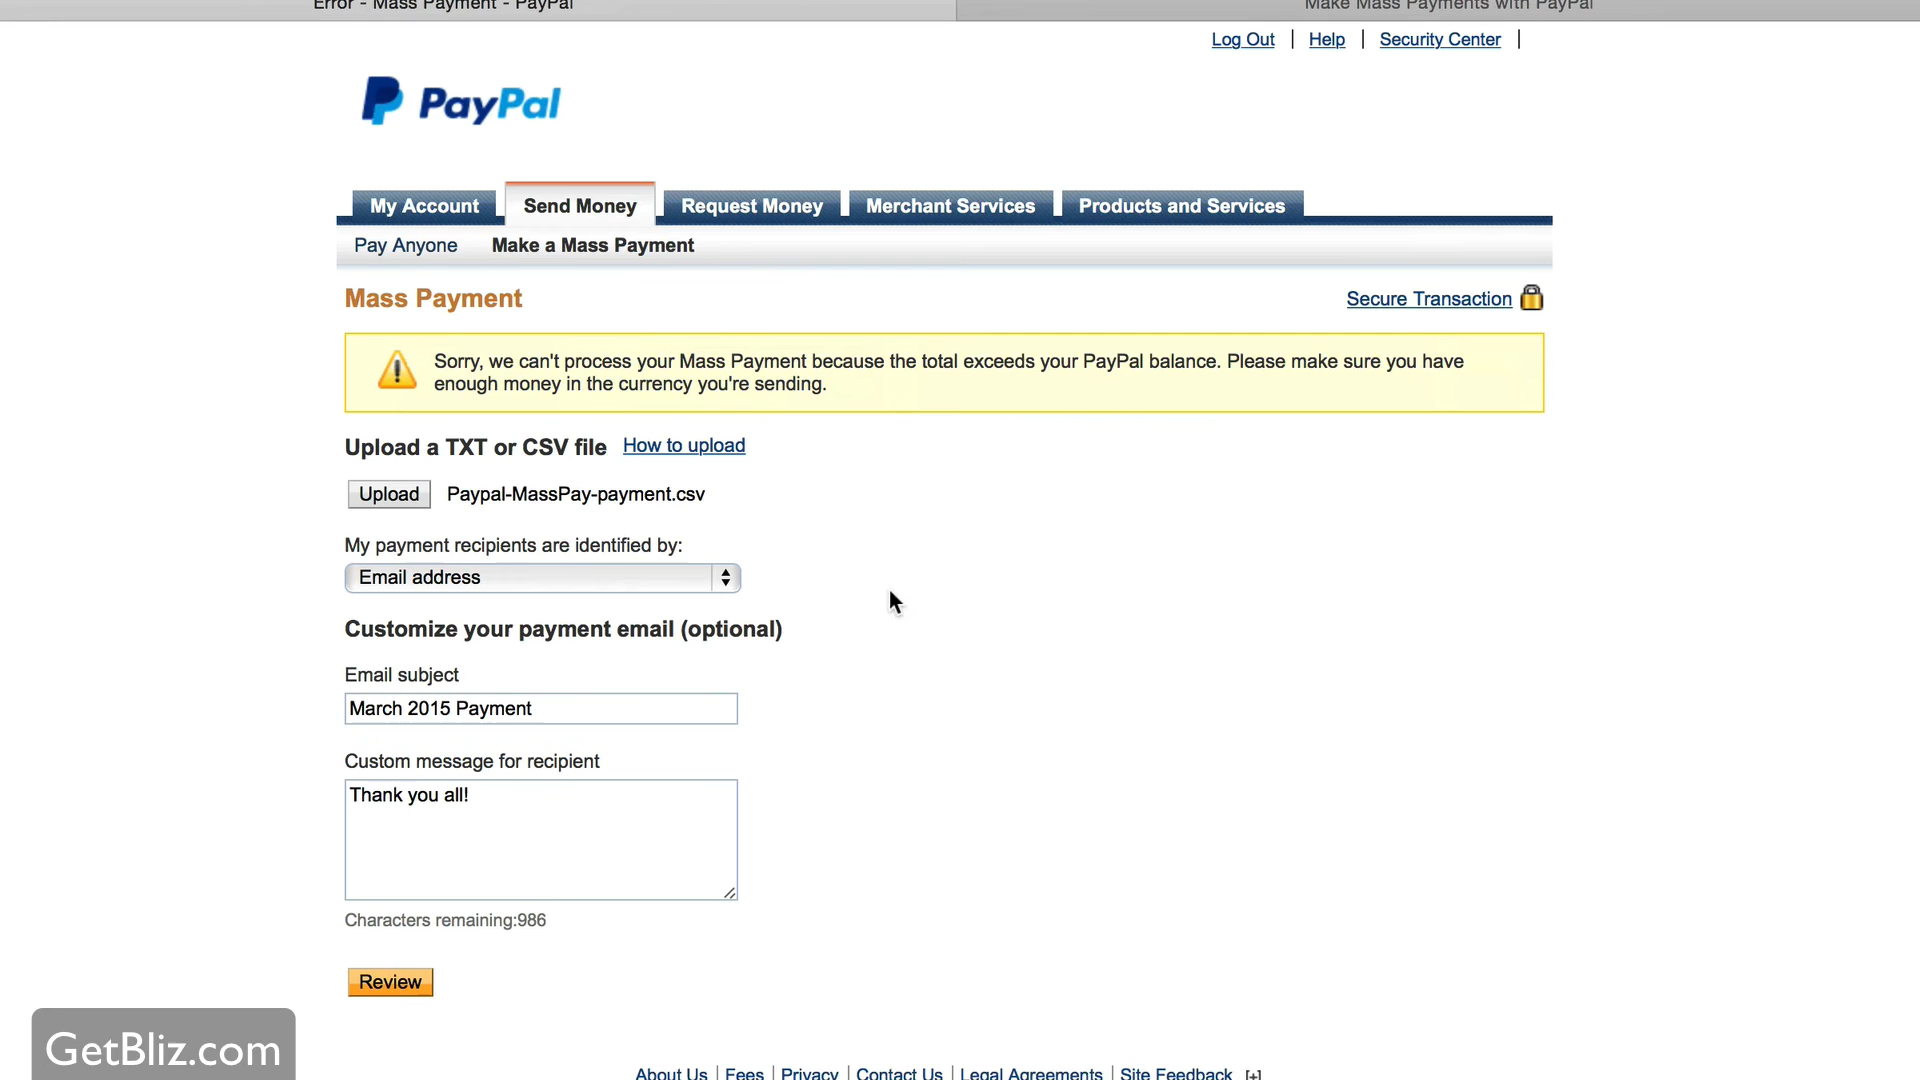 Error - Mass Payment - PayPal
Make Mass Payments with PayPal
Log Out | Help | Security Center |
PayPal
My Account
Send Money
Request Money
Merchant Services
Products and Services
Pay Anyone
Make a Mass Payment
Mass Payment
Secure Transaction
Sorry, we can't process your Mass Payment because the total exceeds your PayPal balance. Please make sure you have
enough money in the currency you're sending.
Upload a TXT or CSV file How to upload
Upload Paypal-MassPay-payment.csv
My payment recipients are identified by:
Email address
Customize your payment email (optional)
Email subject
March 2015 Payment
Custom message for recipient
Thank you all!
Characters remaining:986
Review
GetBliz.com
About Us | Fees | Privacy | Contact Us | Legal Agreements | Site Feedback [+]